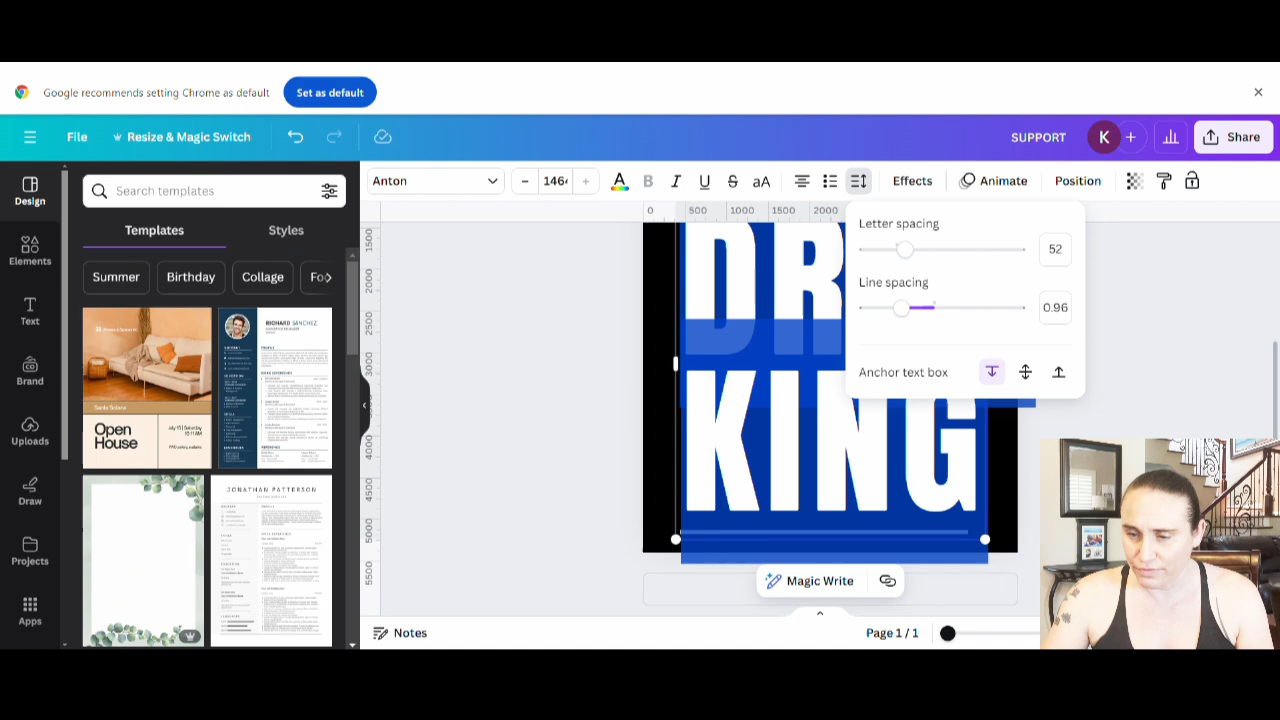 Google recommends setting Chrome as default
Set as default
File
Resize & Magic Switch
SUPPORT
K
Share
Design
Elements
Text
Brand
Uploads
Draw
Projects
Search templates
Templates
Styles
Summer
Birthday
Collage
Open
House
RICHARD SANCHEZ
JONATHAN PATTERSON
Anton
B I U S aA
Effects
Animate
Position
0 500 1000 1500 2000
1500
2000
2500
3000
4000
4500
5000
5500
Letter spacing
52
Line spacing
0.96
Anchor text box
DR
KING
Magic Write
Notes
Page 1 / 1